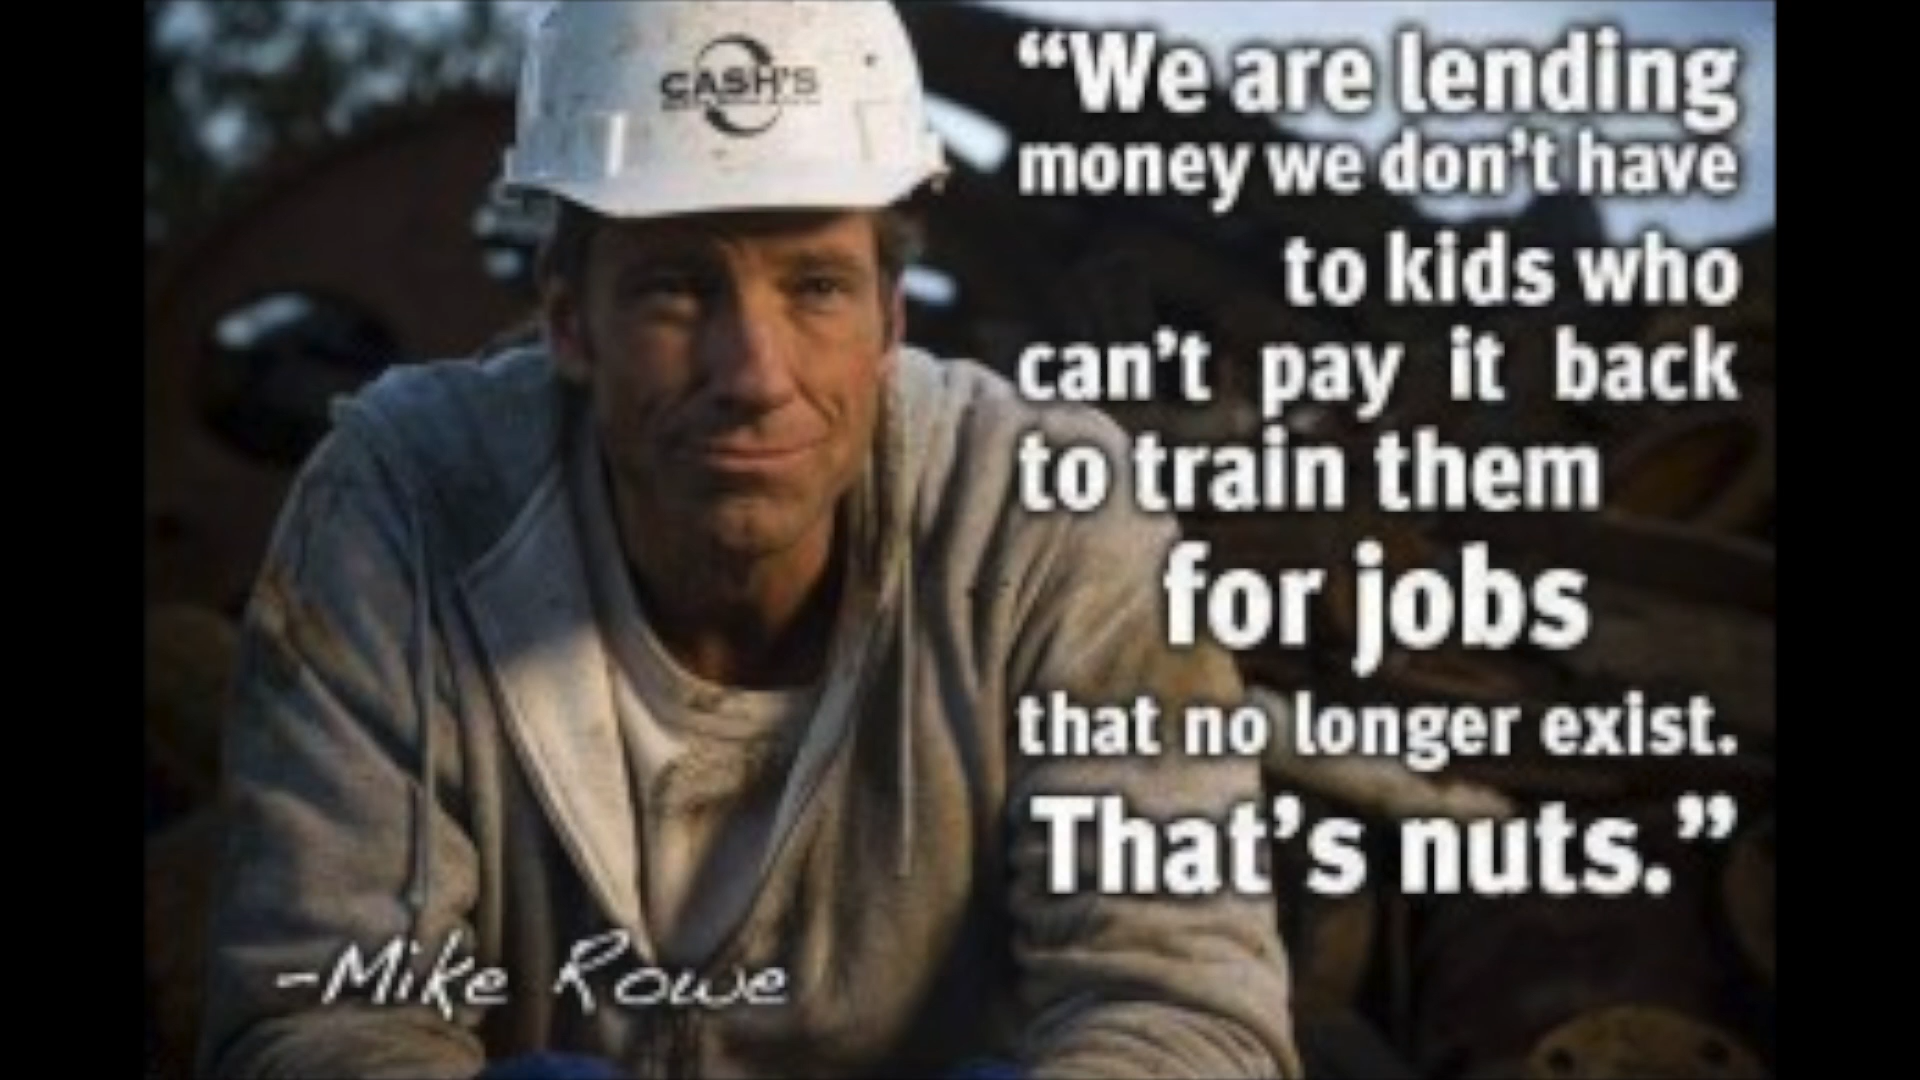 CASH'S
“We are lending
money we don’t have
to kids who
can’t pay it back
to train them
for jobs
that no longer exist.
That’s nuts.”
-Mike Rowe